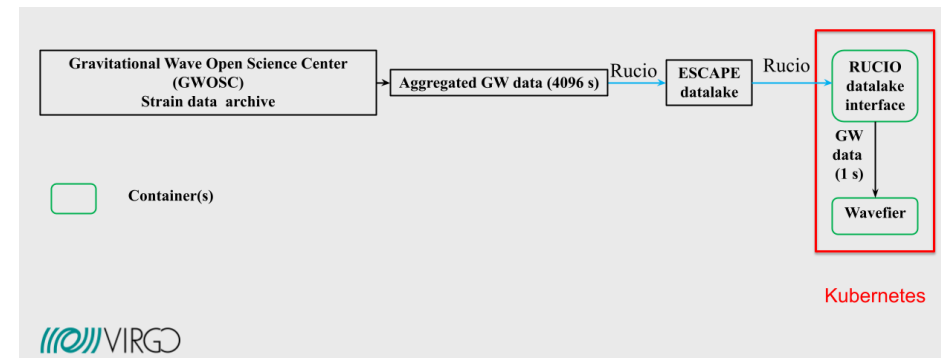 Gravitational Wave Open Science Center
(GWOSC)
Strain data archive
Aggregated GW data (4096 s)
Rucio
ESCAPE
datalake
Rucio
RUCIO
datalake
interface
GW
data
(1 s)
Wavefier
Container(s)
Kubernetes
((O)) VIRGO